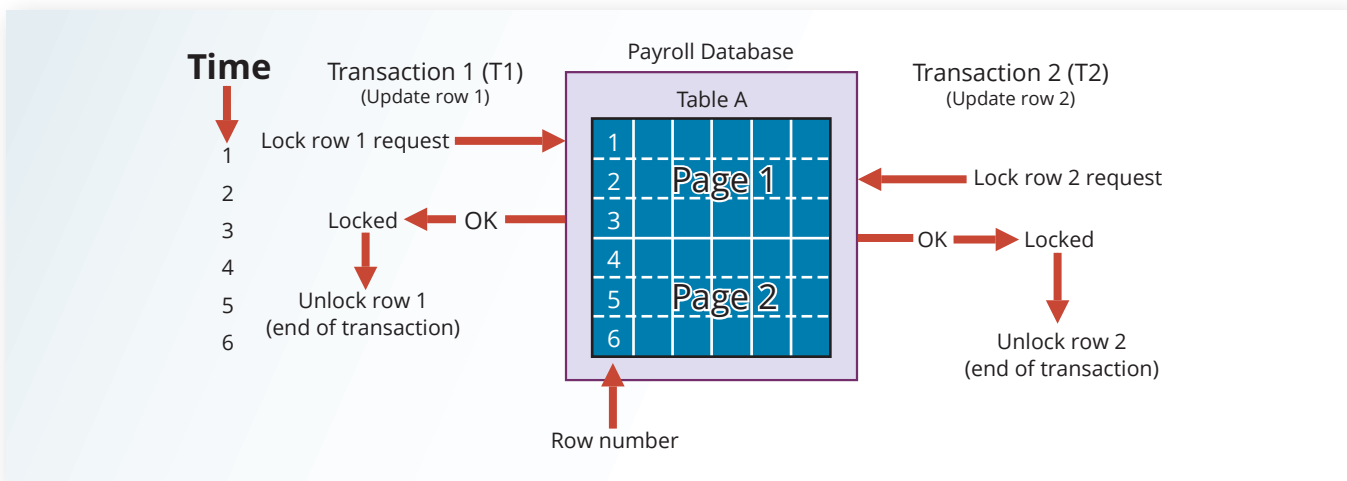 Payroll Database
Time
Transaction 1 (T1)
(Update row 1)
Table A
Transaction 2 (T2)
(Update row 2)
Lock row 1 request
1
2
3
4
5
6
Lock row 2 request
Locked
OK
OK
Locked
Unlock row 1
(end of transaction)
Unlock row 2
(end of transaction)
1
2
3
4
5
6
Page 1
Page 2
Row number